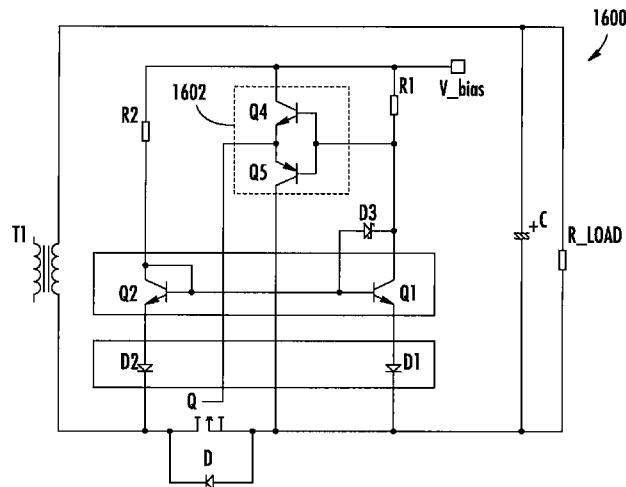 1600
1602
V_bias
R1
R2
Q4
Q5
D3
+C
R_LOAD
T1
Q2
Q1
D2
D1
Q
D